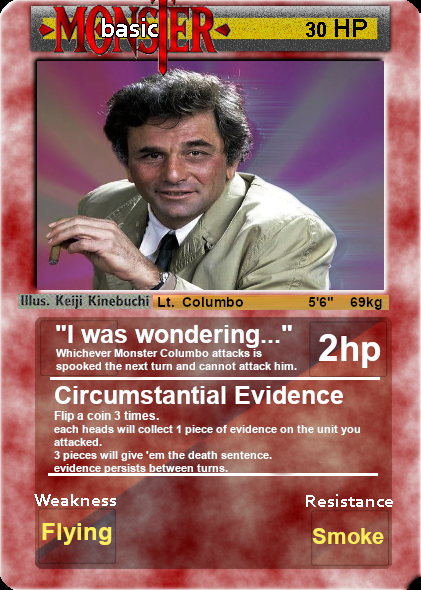 MONSTER
basic
30 HP
Illus. Keiji Kinebuchi Lt. Columbo 5'6" 69kg
"I was wondering..."
Whichever Monster Columbo attacks is
spooked the next turn and cannot attack him.
2hp
Circumstantial Evidence
Flip a coin 3 times.
each heads will collect 1 piece of evidence on the unit you
attacked.
3 pieces will give 'em the death sentence.
evidence persists between turns.
Weakness Resistance
Flying Smoke